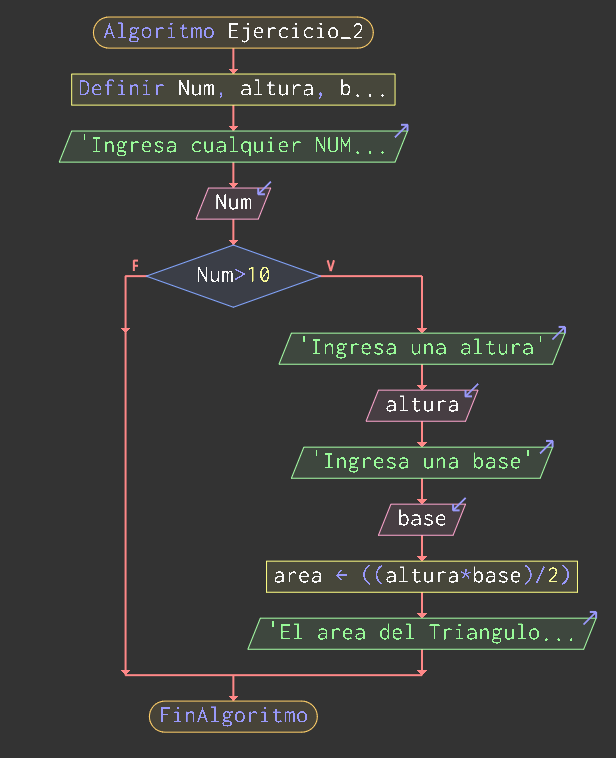 Algoritmo Ejercicio_2
Definir Num, altura, b...
'Ingresa cualquier NUM...
Num
Num>10
F
V
'Ingresa una altura'
altura
'Ingresa una base'
base
area ← ((altura*base)/2)
'El area del Triangulo...
FinAlgoritmo